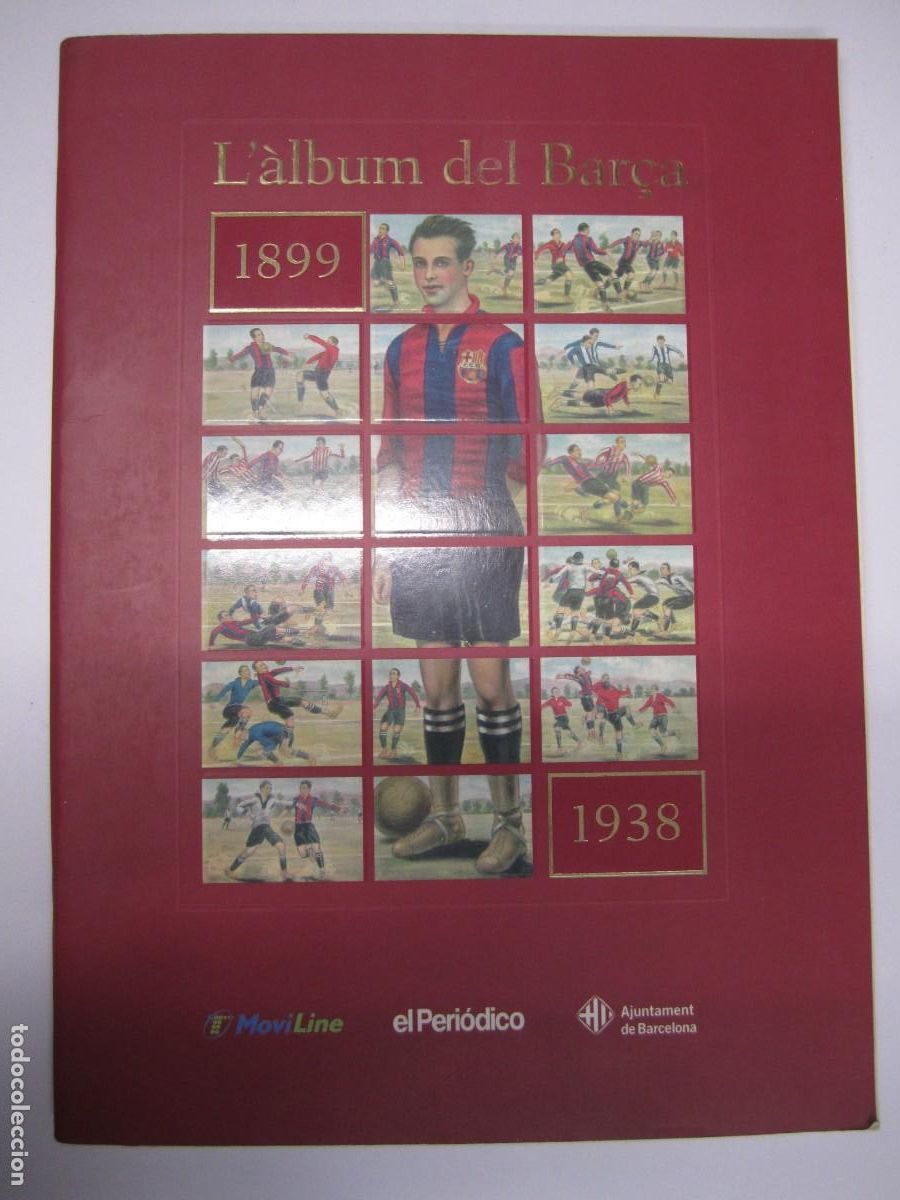 L'àlbum del Barça
1899
1938
MoviLine
elPeriódico
Ajuntament
de Barcelona
todocoleccion